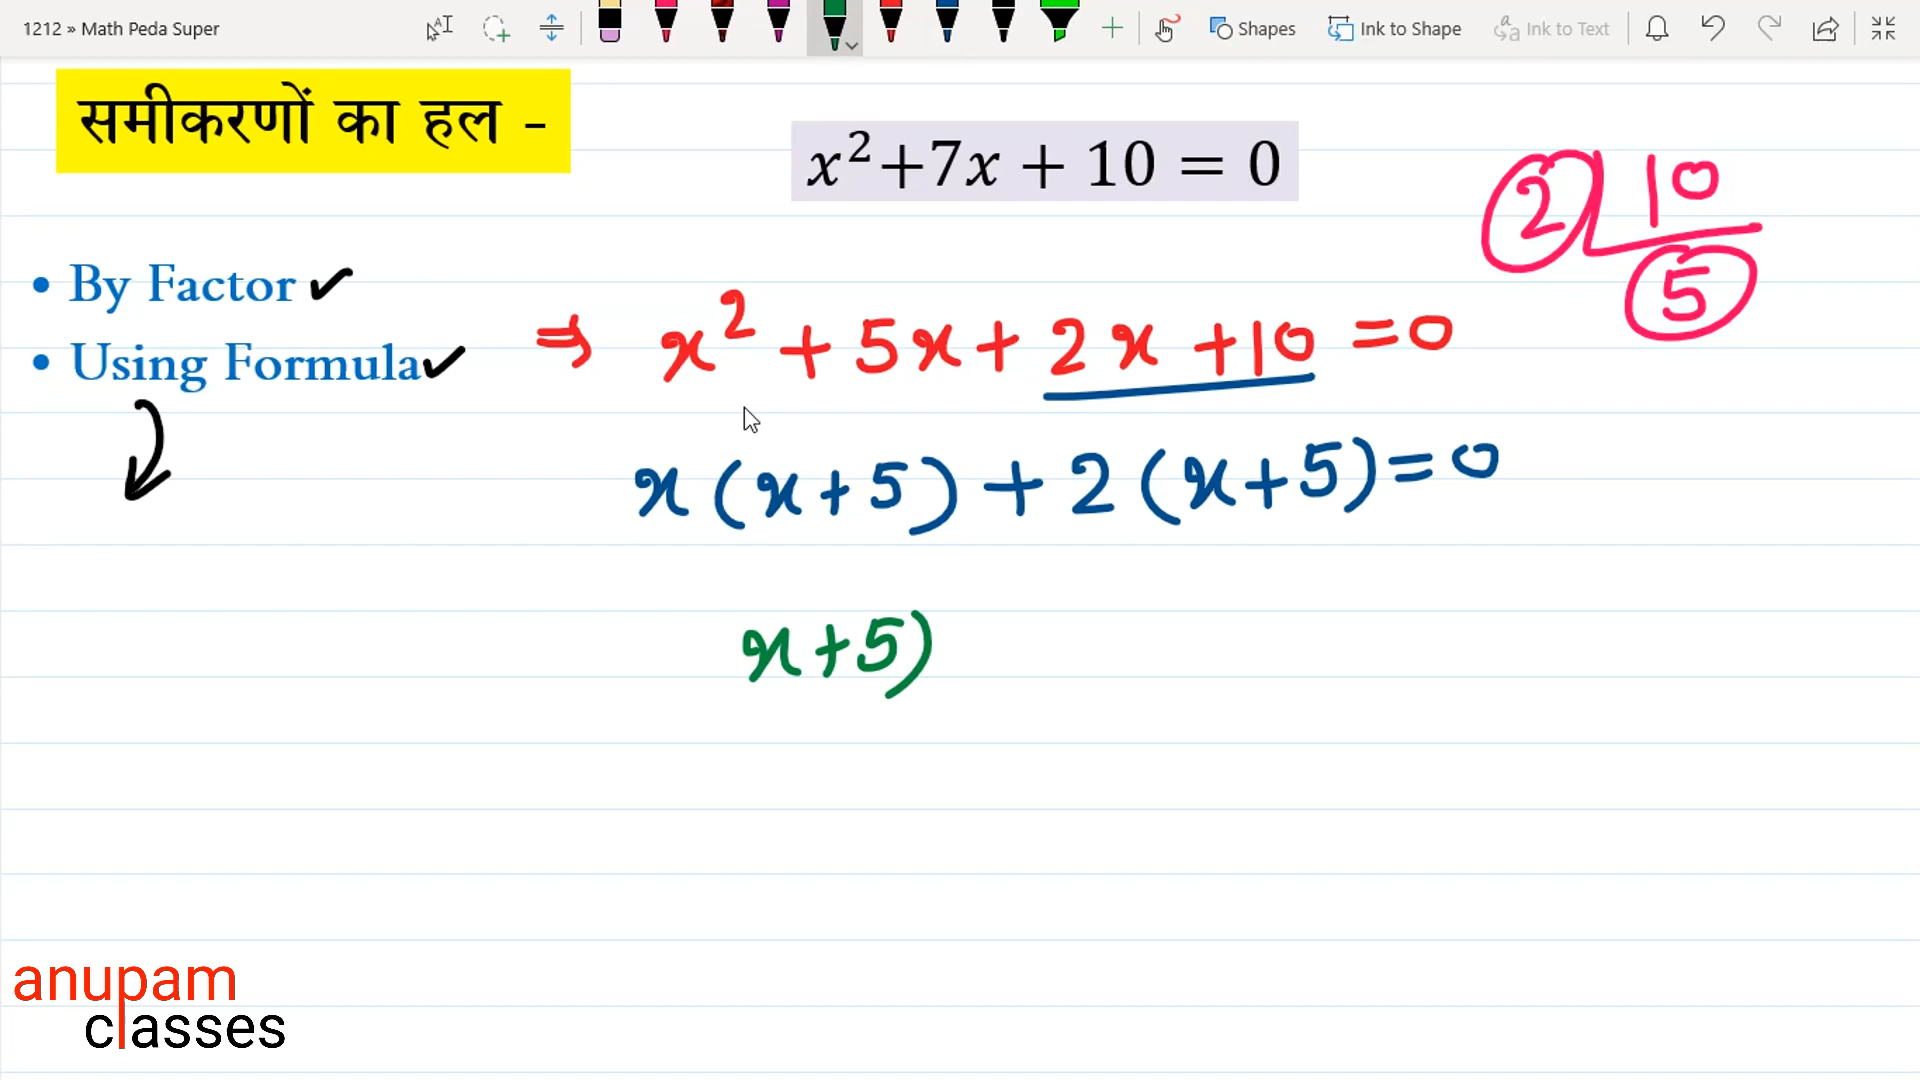 1212 » Math Peda Super
Shapes
Ink to Shape
Ink to Text
समीकरणों का हल -
x²+7x + 10 = 0
2 10
5
• By Factor ✔
• Using Formula ✔
⇒ x² + 5x + 2x + 10 = 0
x (x+5) + 2 (x+5) = 0
x+5)
anupam
classes